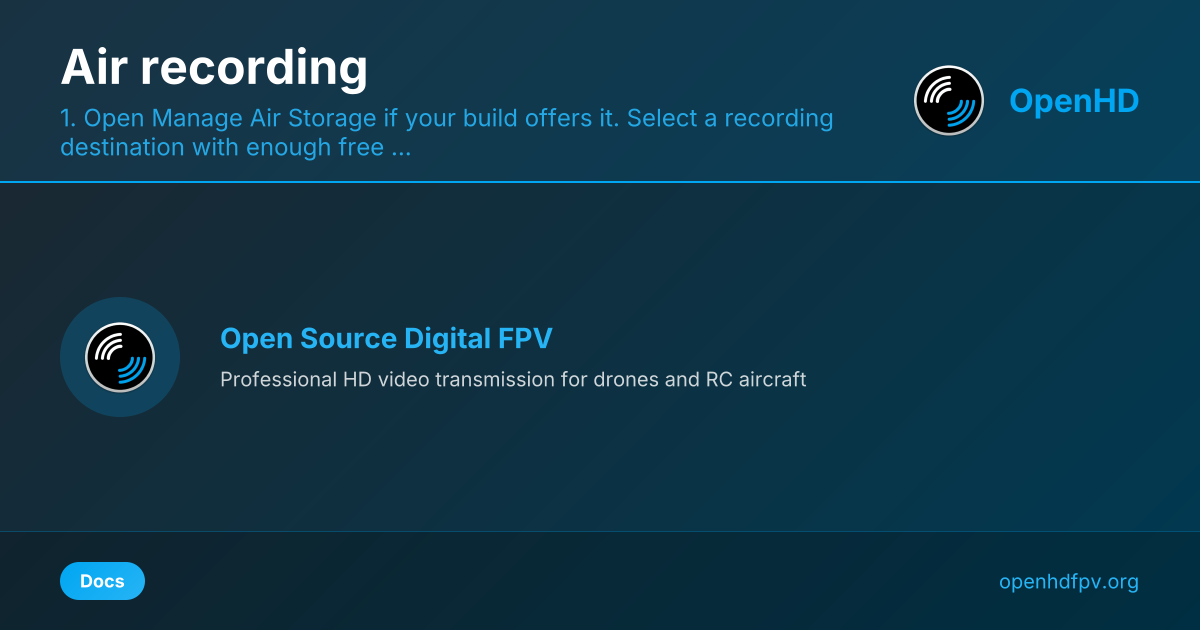 Air recording
1. Open Manage Air Storage if your build offers it. Select a recording
destination with enough free ...
OpenHD
Open Source Digital FPV
Professional HD video transmission for drones and RC aircraft
Docs
openhdfpv.org